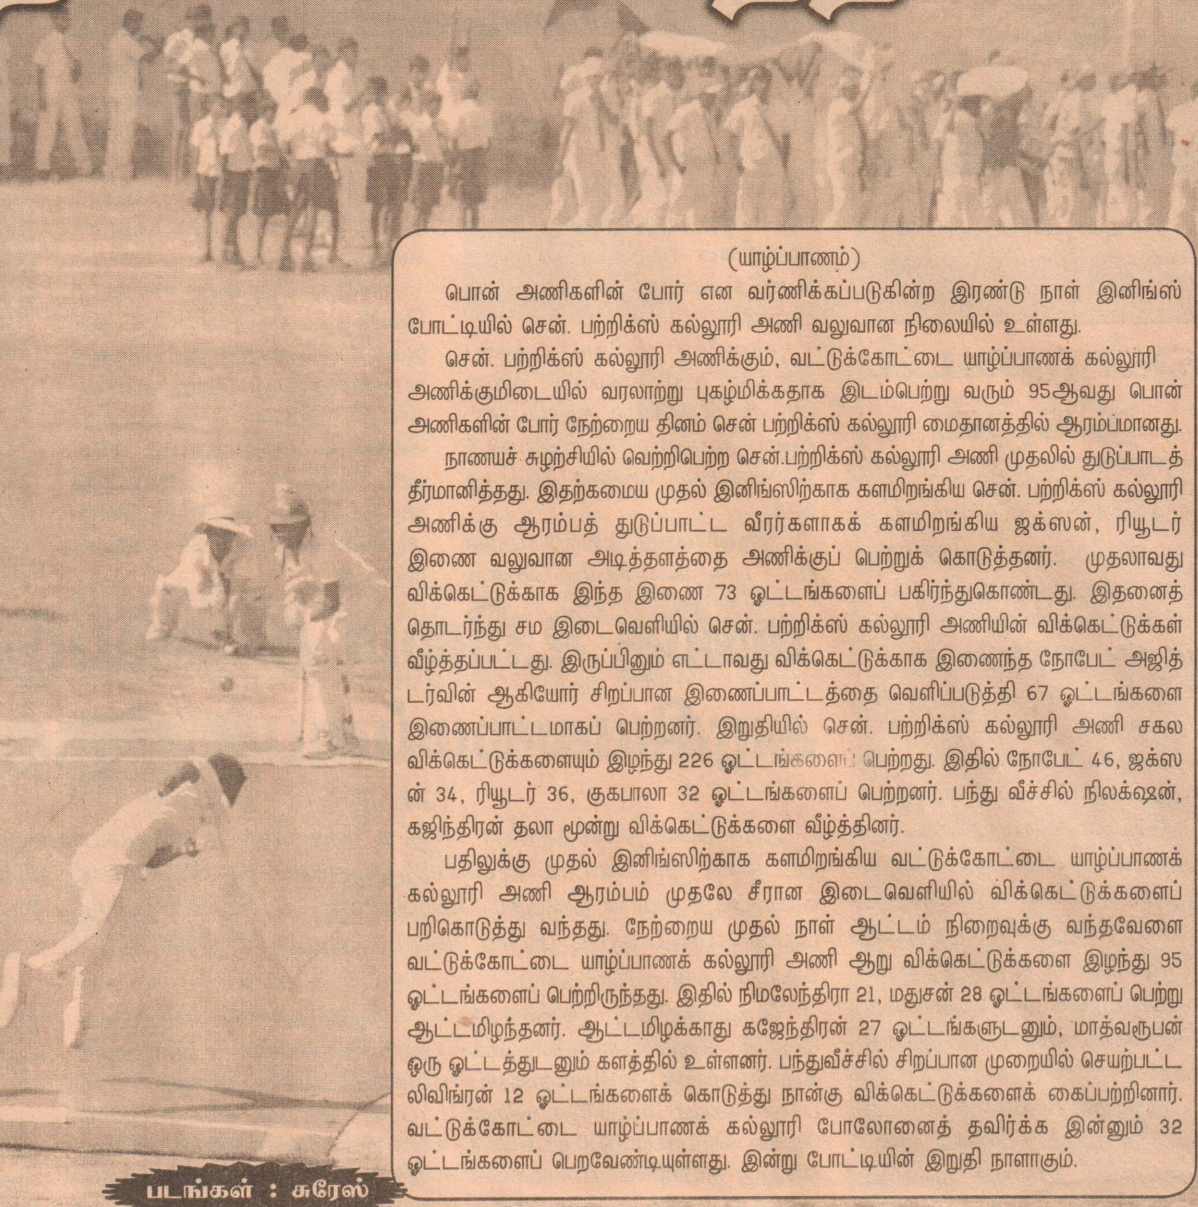 (யாழ்ப்பாணம்)
பொன் அணிகளின் போர் என வர்ணிக்கப்படுகின்ற இரண்டு நாள் இனிங்ஸ்
போட்டியில் சென். பற்றிக்ஸ் கல்லூரி அணி வலுவான நிலையில் உள்ளது.
சென். பற்றிக்ஸ் கல்லூரி அணிக்கும், வட்டுக்கோட்டை யாழ்ப்பாணக் கல்லூரி
அணிக்குமிடையில் வரலாற்று புகழ்மிக்கதாக இடம்பெற்று வரும் 95ஆவது பொன்
அணிகளின் போர் நேற்றைய தினம் சென் பற்றிக்ஸ் கல்லூரி மைதானத்தில் ஆரம்பமானது.
நாணயச் சுழற்சியில் வெற்றிபெற்ற சென்.பற்றிக்ஸ் கல்லூரி அணி முதலில் துடுப்பாடத்
தீர்மானித்தது. இதற்கமைய முதல் இனிங்ஸிற்காக களமிறங்கிய சென். பற்றிக்ஸ் கல்லூரி
அணிக்கு ஆரம்பத் துடுப்பாட்ட வீரர்களாகக் களமிறங்கிய ஜக்ஸன், ரியூடர்
இணை வலுவான அடித்தளத்தை அணிக்குப் பெற்றுக் கொடுத்தனர். முதலாவது
விக்கெட்டுக்காக இந்த இணை 73 ஓட்டங்களைப் பகிர்ந்துகொண்டது. இதனைத்
தொடர்ந்து சம இடைவெளியில் சென். பற்றிக்ஸ் கல்லூரி அணியின் விக்கெட்டுக்கள்
வீழ்த்தப்பட்டது. இருப்பினும் எட்டாவது விக்கெட்டுக்காக இணைந்த நோபேட் அஜித்
டர்வின் ஆகியோர் சிறப்பான இணைப்பாட்டத்தை வெளிப்படுத்தி 67 ஓட்டங்களை
இணைப்பாட்டமாகப் பெற்றனர். இறுதியில் சென். பற்றிக்ஸ் கல்லூரி அணி சகல
விக்கெட்டுக்களையும் இழந்து 226 ஓட்டங்களைப் பெற்றது. இதில் நோபேட் 46, ஜக்ஸ
ன் 34, ரியூடர் 36, குகபாலா 32 ஓட்டங்களைப் பெற்றனர். பந்து வீச்சில் நிலக்ஷன்,
கஜிந்திரன் தலா மூன்று விக்கெட்டுக்களை வீழ்த்தினர்.
பதிலுக்கு முதல் இனிங்ஸிற்காக களமிறங்கிய வட்டுக்கோட்டை யாழ்ப்பாணக்
கல்லூரி அணி ஆரம்பம் முதலே சீரான இடைவெளியில் விக்கெட்டுக்களைப்
பறிகொடுத்து வந்தது. நேற்றைய முதல் நாள் ஆட்டம் நிறைவுக்கு வந்தவேளை
வட்டுக்கோட்டை யாழ்ப்பாணக் கல்லூரி அணி ஆறு விக்கெட்டுக்களை இழந்து 95
ஓட்டங்களைப் பெற்றிருந்தது. இதில் நிமலேந்திரா 21, மதுசன் 28 ஓட்டங்களைப் பெற்று
ஆட்டமிழந்தனர். ஆட்டமிழக்காது கஜேந்திரன் 27 ஓட்டங்களுடனும், மாத்வரூபன்
ஒரு ஓட்டத்துடனும் களத்தில் உள்ளனர். பந்துவீச்சில் சிறப்பான முறையில் செயற்பட்ட
லிவிங்ரன் 12 ஓட்டங்களைக் கொடுத்து நான்கு விக்கெட்டுக்களைக் கைப்பற்றினார்.
வட்டுக்கோட்டை யாழ்ப்பாணக் கல்லூரி போலோனைத் தவிர்க்க இன்னும் 32
ஓட்டங்களைப் பெறவேண்டியுள்ளது. இன்று போட்டியின் இறுதி நாளாகும்.
படங்கள் : சுரேஸ்